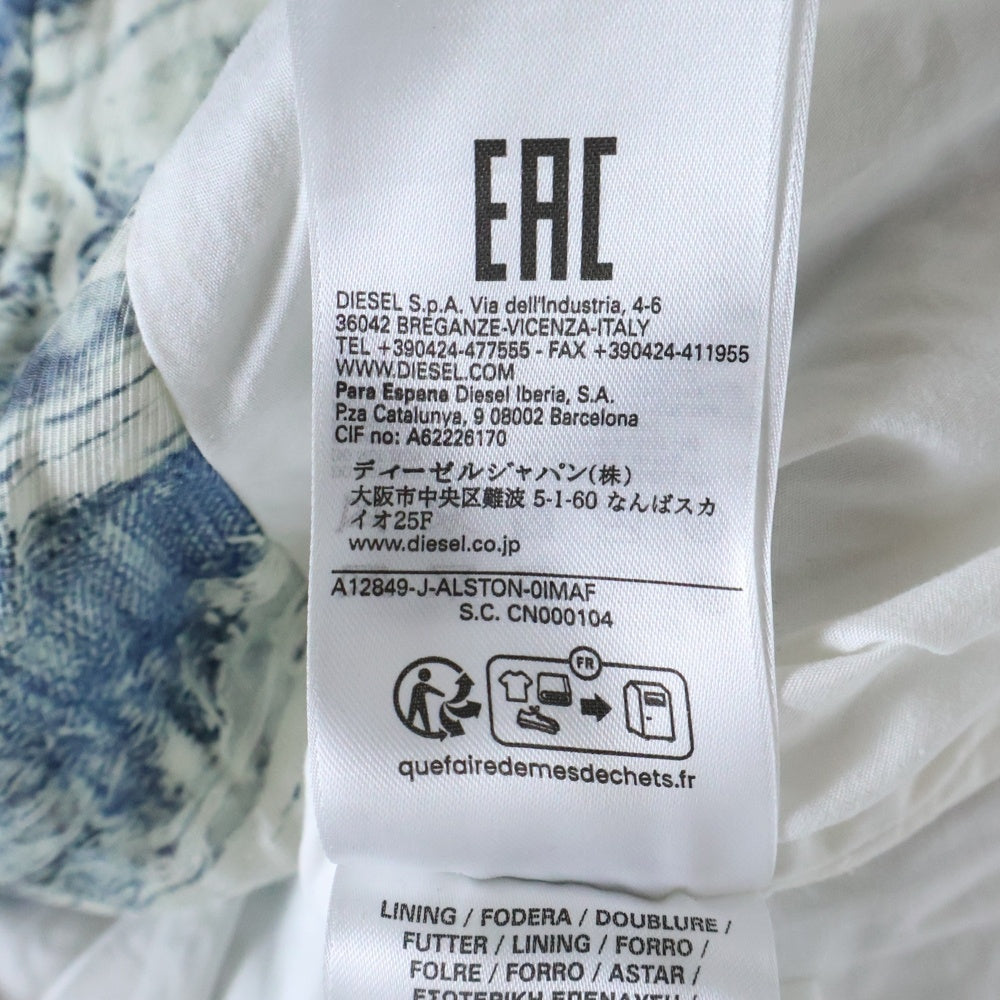 EAC
DIESEL S.p.A. Via dell'Industria, 4-6
36042 BREGANZE-VICENZA-ITALY
TEL +390424-477555 - FAX +390424-411955
WWW.DIESEL.COM
Para Espana Diesel Iberia, S.A.
P.za Catalunya, 9 08002 Barcelona
CIF no: A62226170
ディーゼルジャパン(株)
大阪市中央区難波 5-1-60 なんばスカ
イオ25F
www.diesel.co.jp
A12849-J-ALSTON-0IMAF
S.C. CN000104
FR
quefairedemesdechets.fr
LINING / FODERA / DOUBLURE /
FUTTER / LINING / FORRO /
FOLRE / FORRO / ASTAR /
ΕΣΩΤΕΡΙΚΗ ΕΠΕΝΔΥΣΗ /